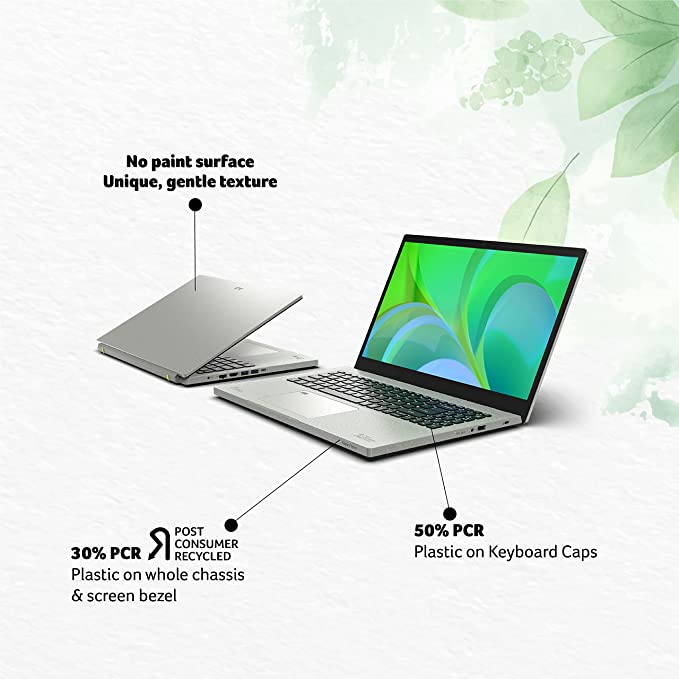 No paint surface
Unique, gentle texture
30% PCR
POST
CONSUMER
RECYCLED
Plastic on whole chassis
& screen bezel
50% PCR
Plastic on Keyboard Caps